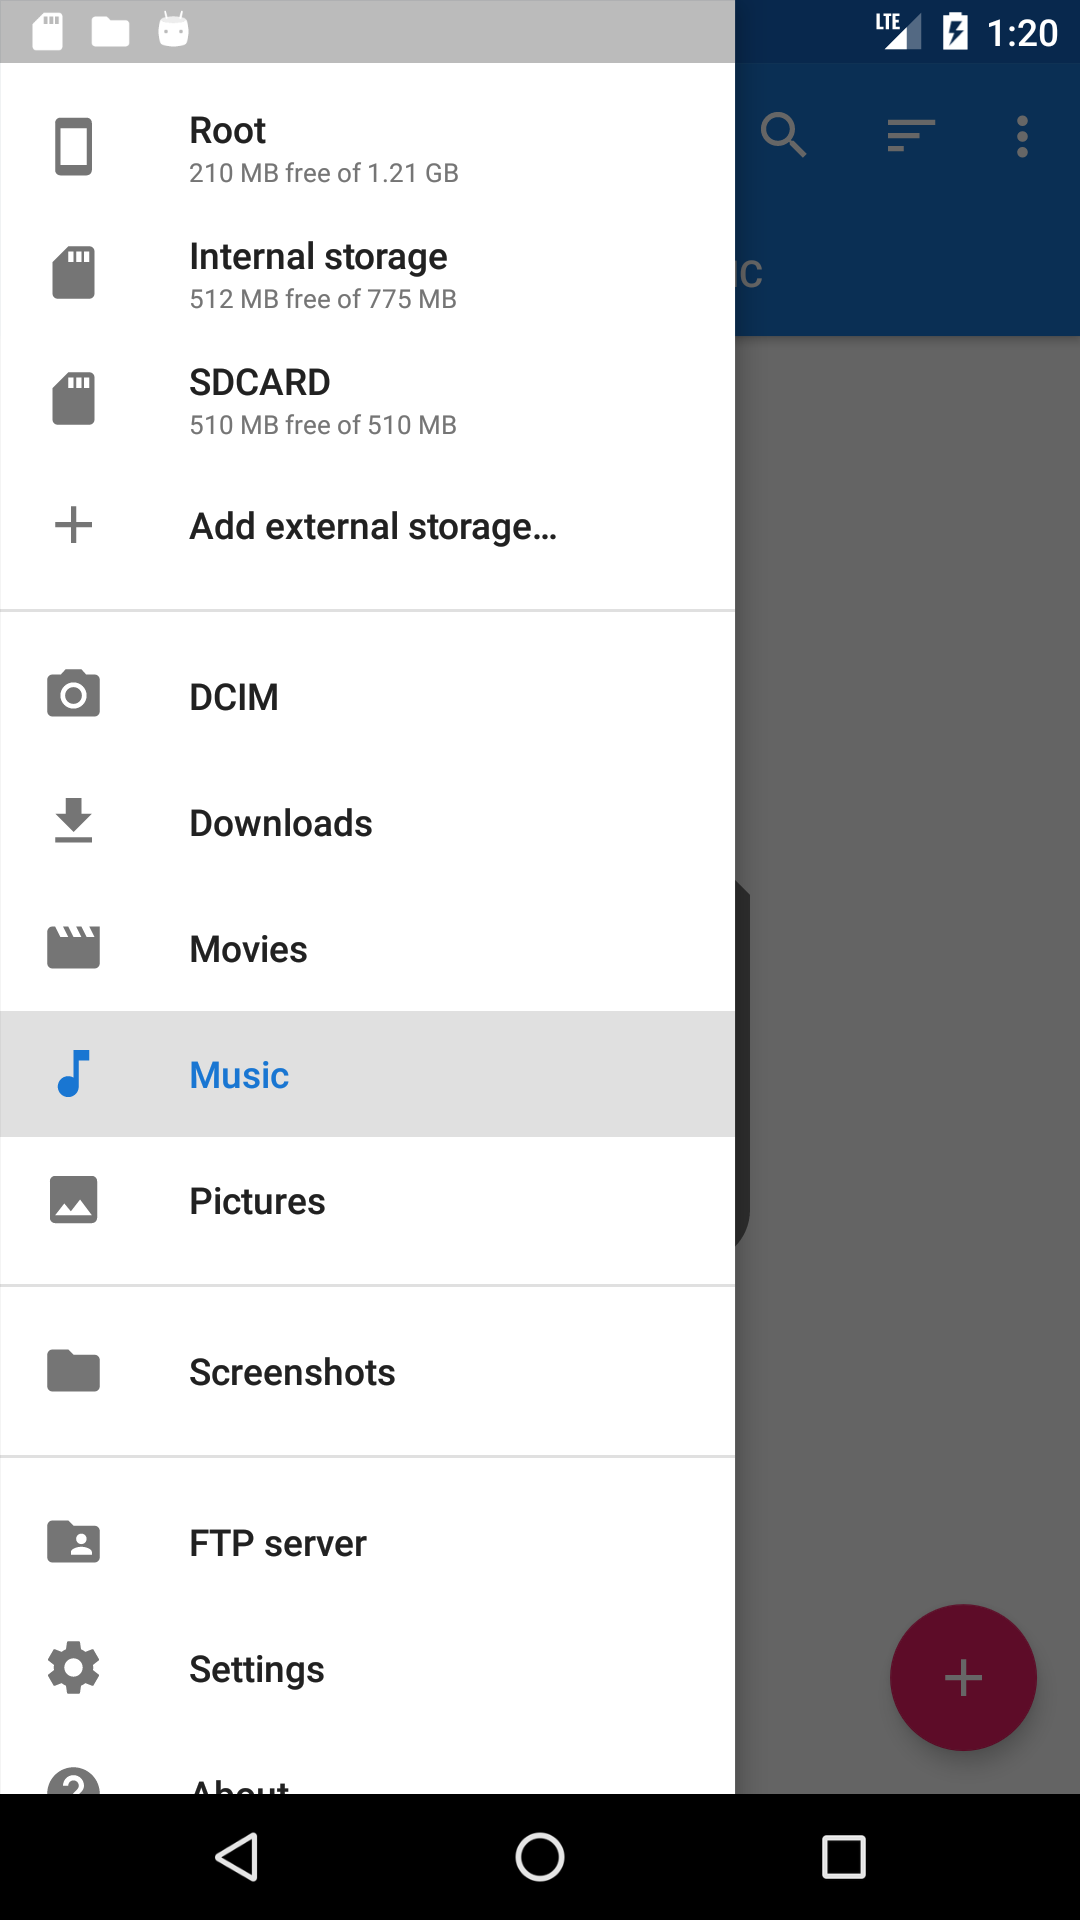 LTE 1:20
Root
210 MB free of 1.21 GB
Internal storage
512 MB free of 775 MB
IC
SDCARD
510 MB free of 510 MB
Add external storage...
DCIM
Downloads
Movies
Music
Pictures
Screenshots
FTP server
Settings
About